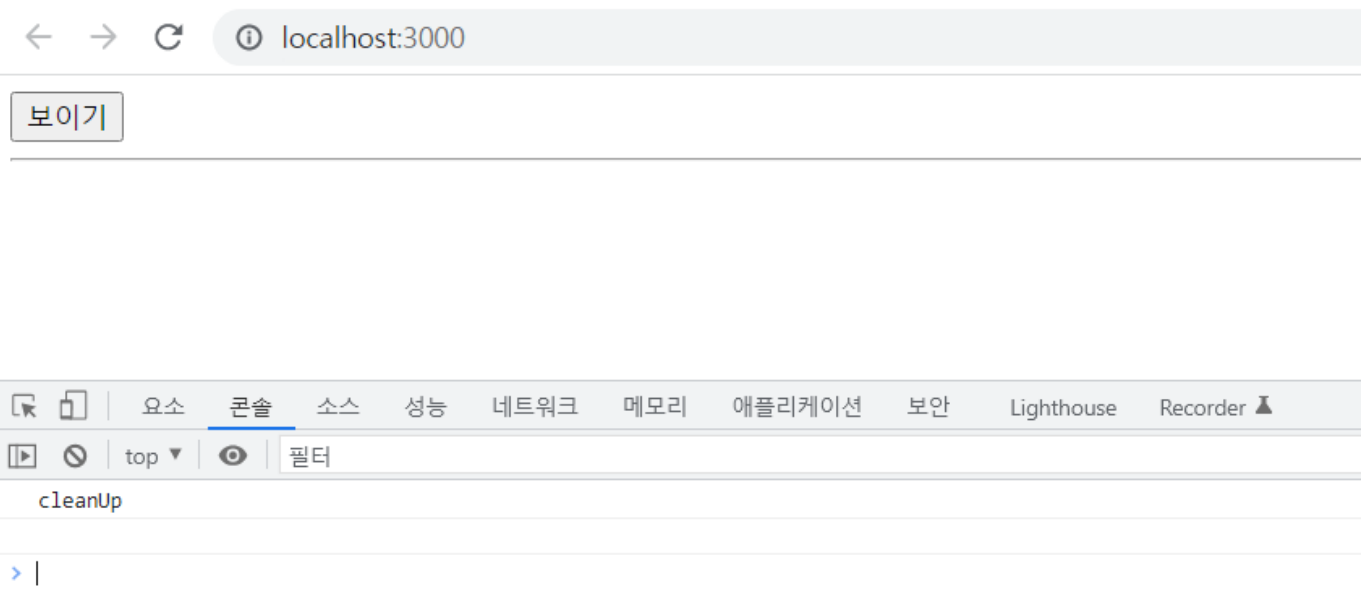 localhost:3000
보이기
요소 콘솔 소스 성능 네트워크 메모리 애플리케이션 보안 Lighthouse Recorder
top 필터
cleanUp